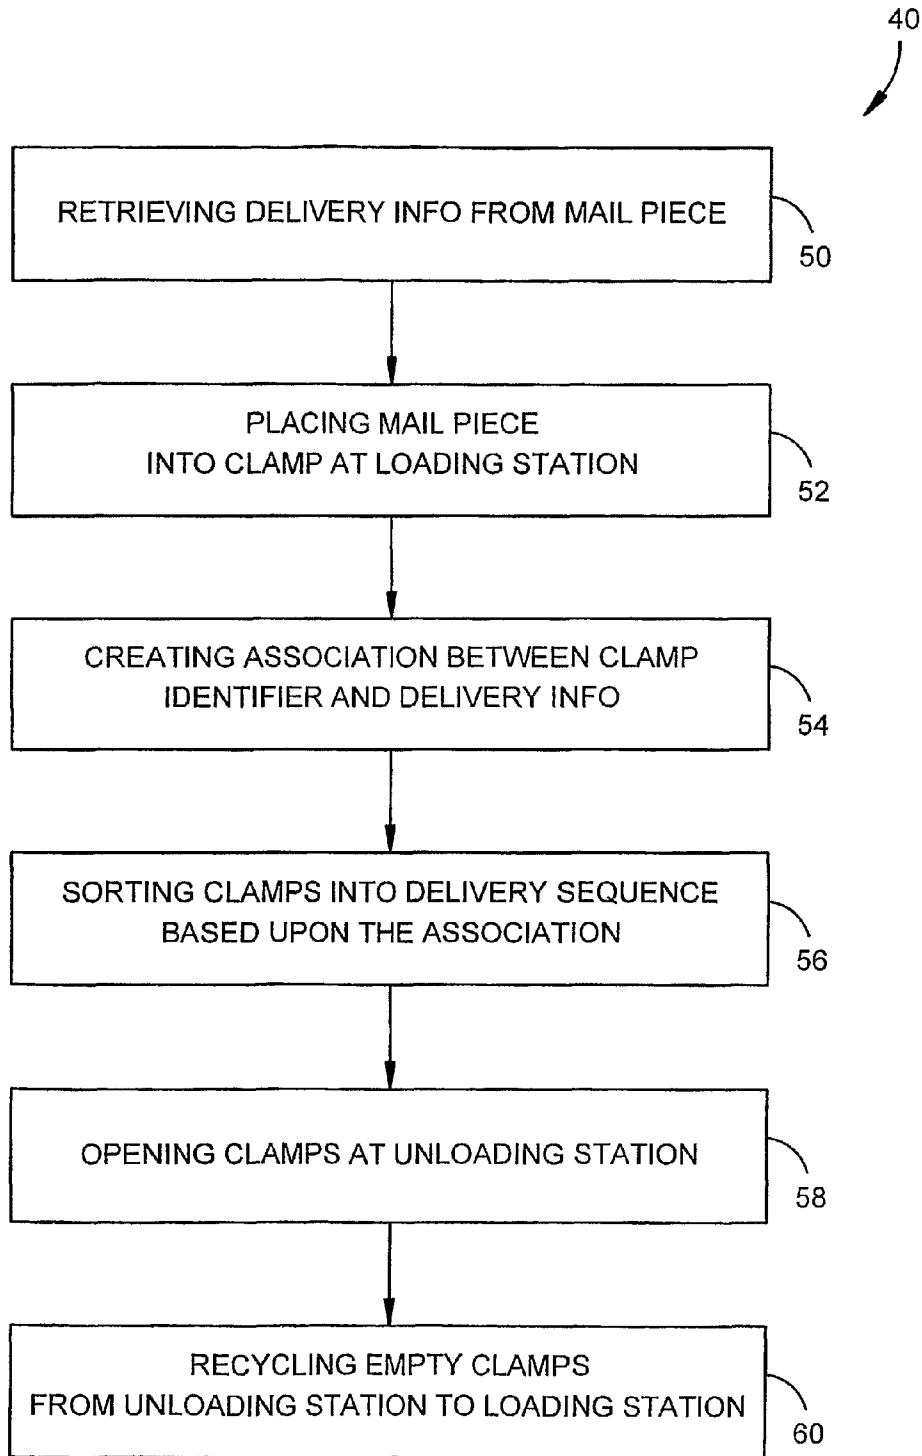 40
RETRIEVING DELIVERY INFO FROM MAIL PIECE
50
PLACING MAIL PIECE
INTO CLAMP AT LOADING STATION
52
CREATING ASSOCIATION BETWEEN CLAMP
IDENTIFIER AND DELIVERY INFO
54
SORTING CLAMPS INTO DELIVERY SEQUENCE
BASED UPON THE ASSOCIATION
56
OPENING CLAMPS AT UNLOADING STATION
58
RECYCLING EMPTY CLAMPS
FROM UNLOADING STATION TO LOADING STATION
60